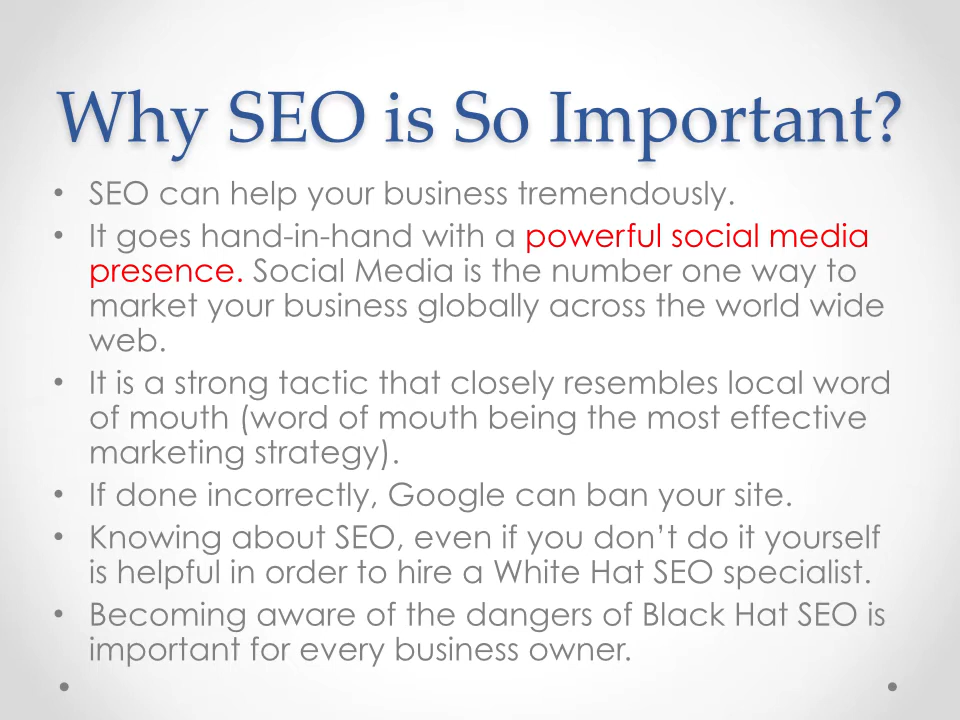 Why SEO is So Important?
• SEO can help your business tremendously.
• It goes hand-in-hand with a powerful social media
presence. Social Media is the number one way to
market your business globally across the world wide
web.
• It is a strong tactic that closely resembles local word
of mouth (word of mouth being the most effective
marketing strategy).
• If done incorrectly, Google can ban your site.
• Knowing about SEO, even if you don’t do it yourself
is helpful in order to hire a White Hat SEO specialist.
• Becoming aware of the dangers of Black Hat SEO is
important for every business owner.